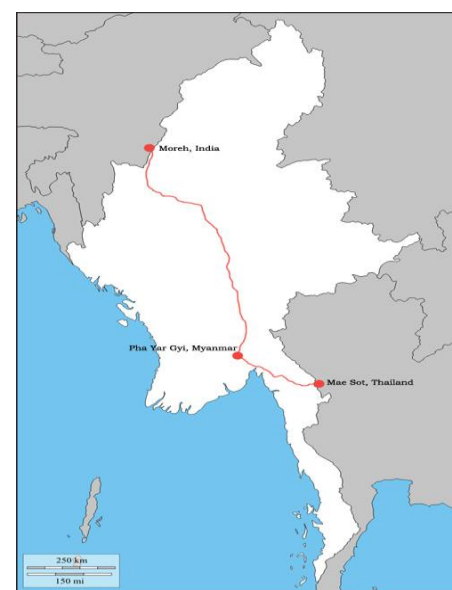 Moreh, India
Pha Yar Gyi, Myanmar
Mae Sot, Thailand
250 km
150 mi